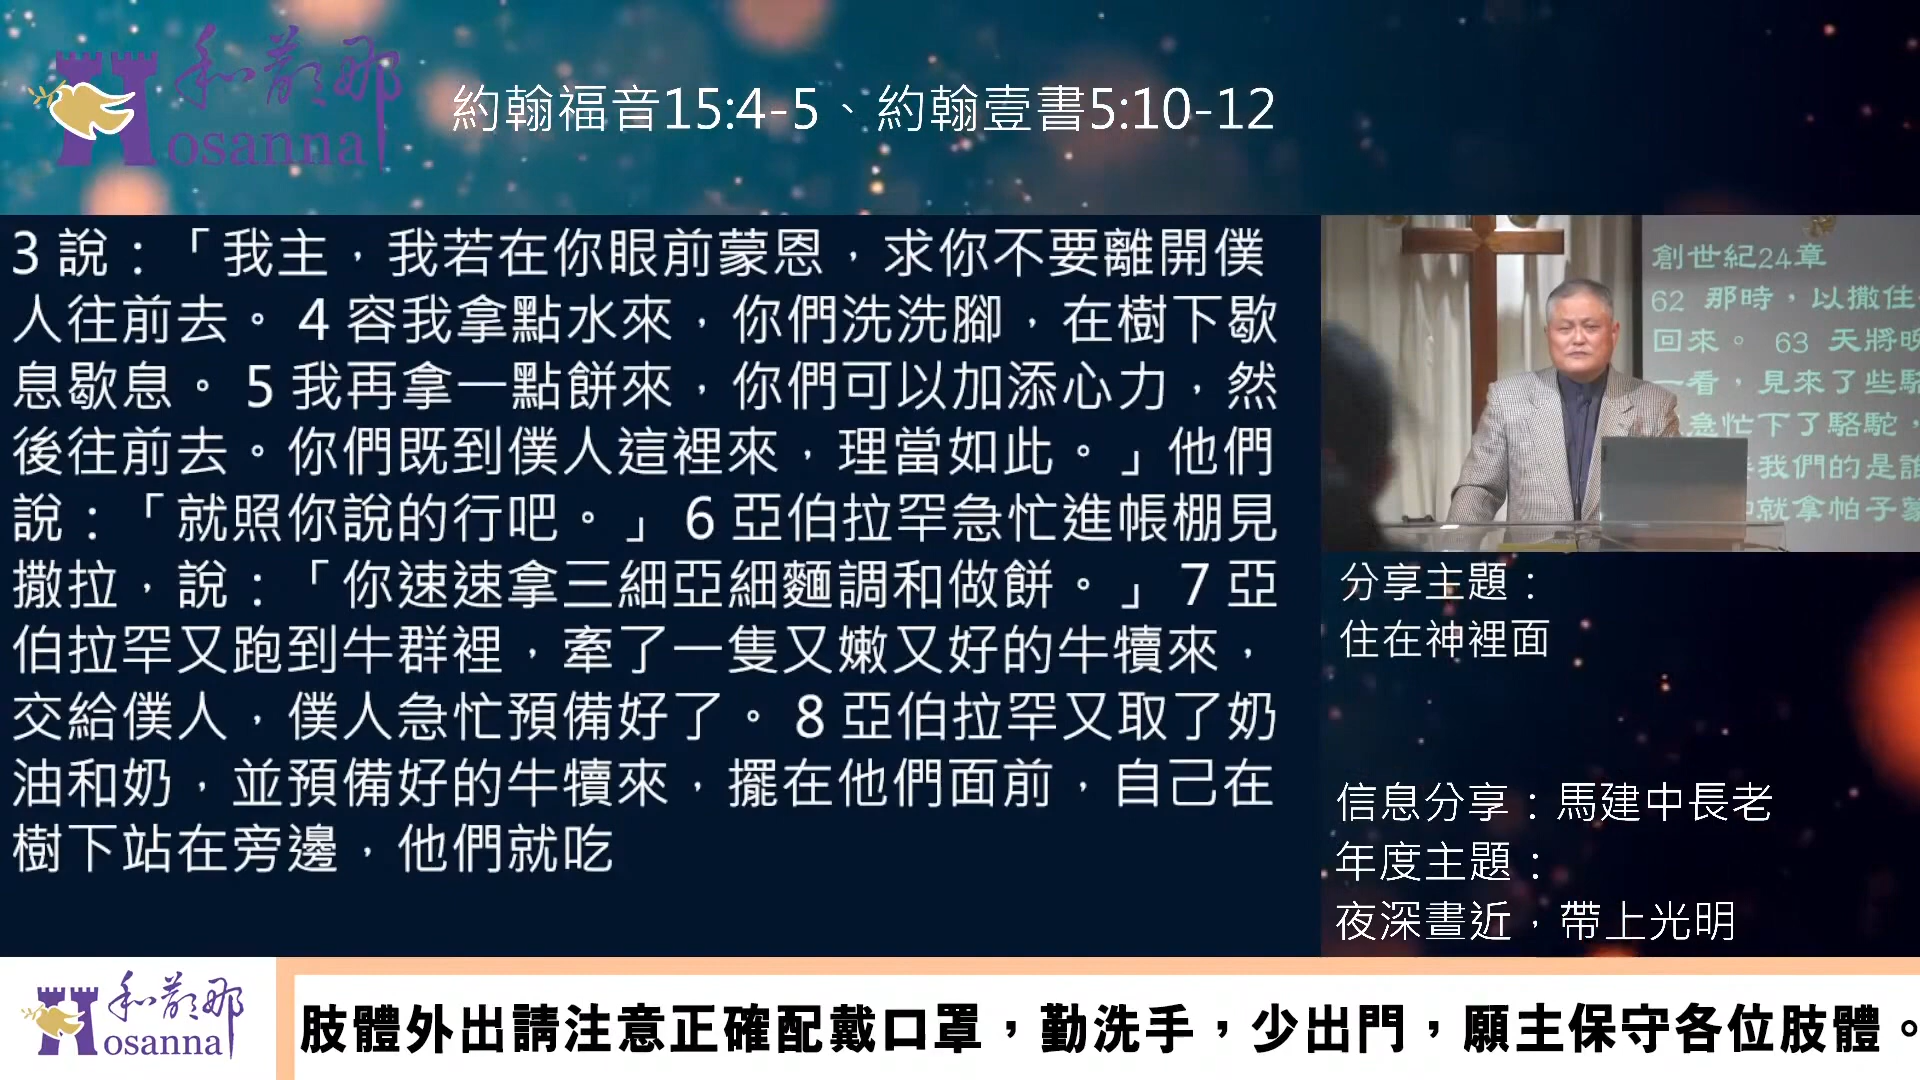 和散那
Hosanna
約翰福音15:4-5、約翰壹書5:10-12
3 說：「我主，我若在你眼前蒙恩，求你不要離開僕
人往前去。 4 容我拿點水來，你們洗洗腳，在樹下歇
息歇息。 5 我再拿一點餅來，你們可以加添心力，然
後往前去。你們既到僕人這裡來，理當如此。」他們
說：「就照你說的行吧。」 6 亞伯拉罕急忙進帳棚見
撒拉，說：「你速速拿三細亞細麵調和做餅。」 7 亞
伯拉罕又跑到牛群裡，牽了一隻又嫩又好的牛犢來，
交給僕人，僕人急忙預備好了。 8 亞伯拉罕又取了奶
油和奶，並預備好的牛犢來，擺在他們面前，自己在
樹下站在旁邊，他們就吃
創世紀24章
62 那時，以撒住
回來。 63 天將晚
一看，見來了些駱
急忙下了駱駝，
我們的是誰
就拿帕子蒙
分享主題：
住在神裡面
信息分享：馬建中長老
年度主題：
夜深晝近，帶上光明
和散那
Hosanna
肢體外出請注意正確配戴口罩，勤洗手，少出門，願主保守各位肢體。